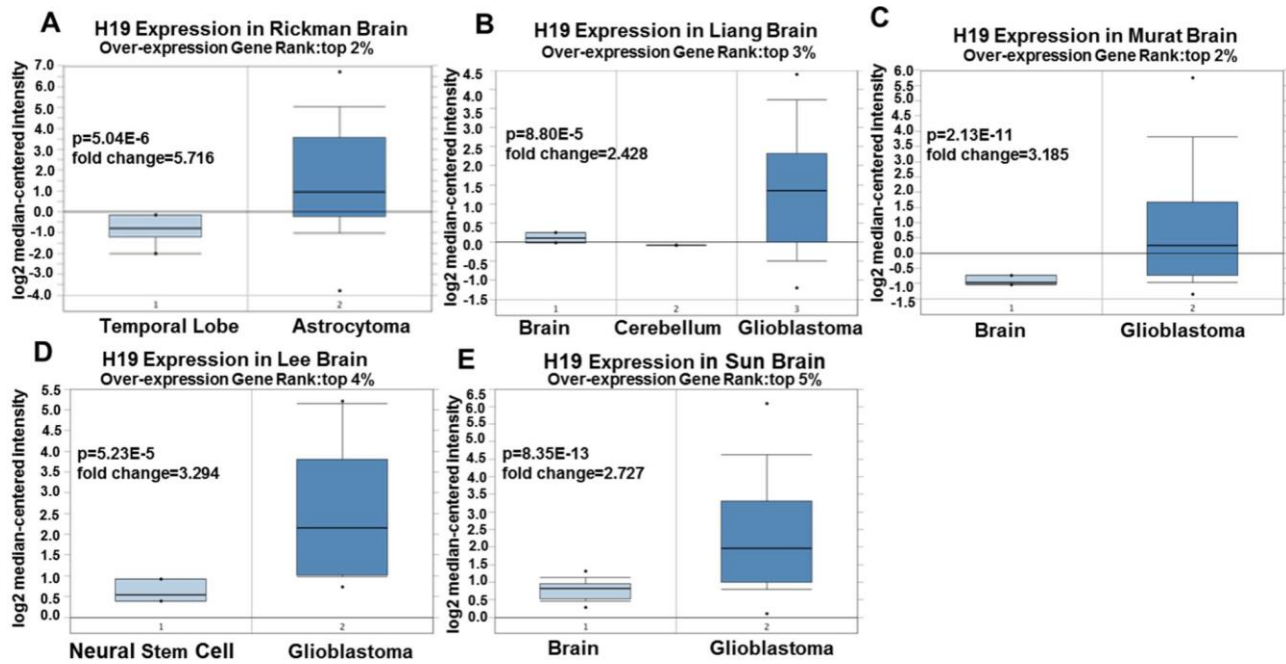 A
H19 Expression in Rickman Brain
Over-expression Gene Rank:top 2%
log2 median-centered intensity
7.0
6.0
5.0
4.0
3.0
2.0
1.0
0.0
-1.0
-2.0
-3.0
-4.0
p=5.04E-6
fold change=5.716
1
2
Temporal Lobe
Astrocytoma
B
H19 Expression in Liang Brain
Over-expression Gene Rank:top 3%
log2 median-centered intensity
4.5
4.0
3.5
3.0
2.5
2.0
1.5
1.0
0.5
0.0
-0.5
-1.0
-1.5
p=8.80E-5
fold change=2.428
1
2
3
Brain
Cerebellum
Glioblastoma
C
H19 Expression in Murat Brain
Over-expression Gene Rank:top 2%
log2 median-centered intensity
6.0
5.5
5.0
4.5
4.0
3.5
3.0
2.5
2.0
1.5
1.0
0.5
0.0
-0.5
-1.0
-1.5
p=2.13E-11
fold change=3.185
1
2
Brain
Glioblastoma
D
H19 Expression in Lee Brain
Over-expression Gene Rank:top 4%
log2 median-centered intensity
5.5
5.0
4.5
4.0
3.5
3.0
2.5
2.0
1.5
1.0
0.5
0.0
p=5.23E-5
fold change=3.294
1
2
Neural Stem Cell
Glioblastoma
E
H19 Expression in Sun Brain
Over-expression Gene Rank:top 5%
log2 median-centered intensity
6.5
6.0
5.5
5.0
4.5
4.0
3.5
3.0
2.5
2.0
1.5
1.0
0.5
0.0
p=8.35E-13
fold change=2.727
1
2
Brain
Glioblastoma